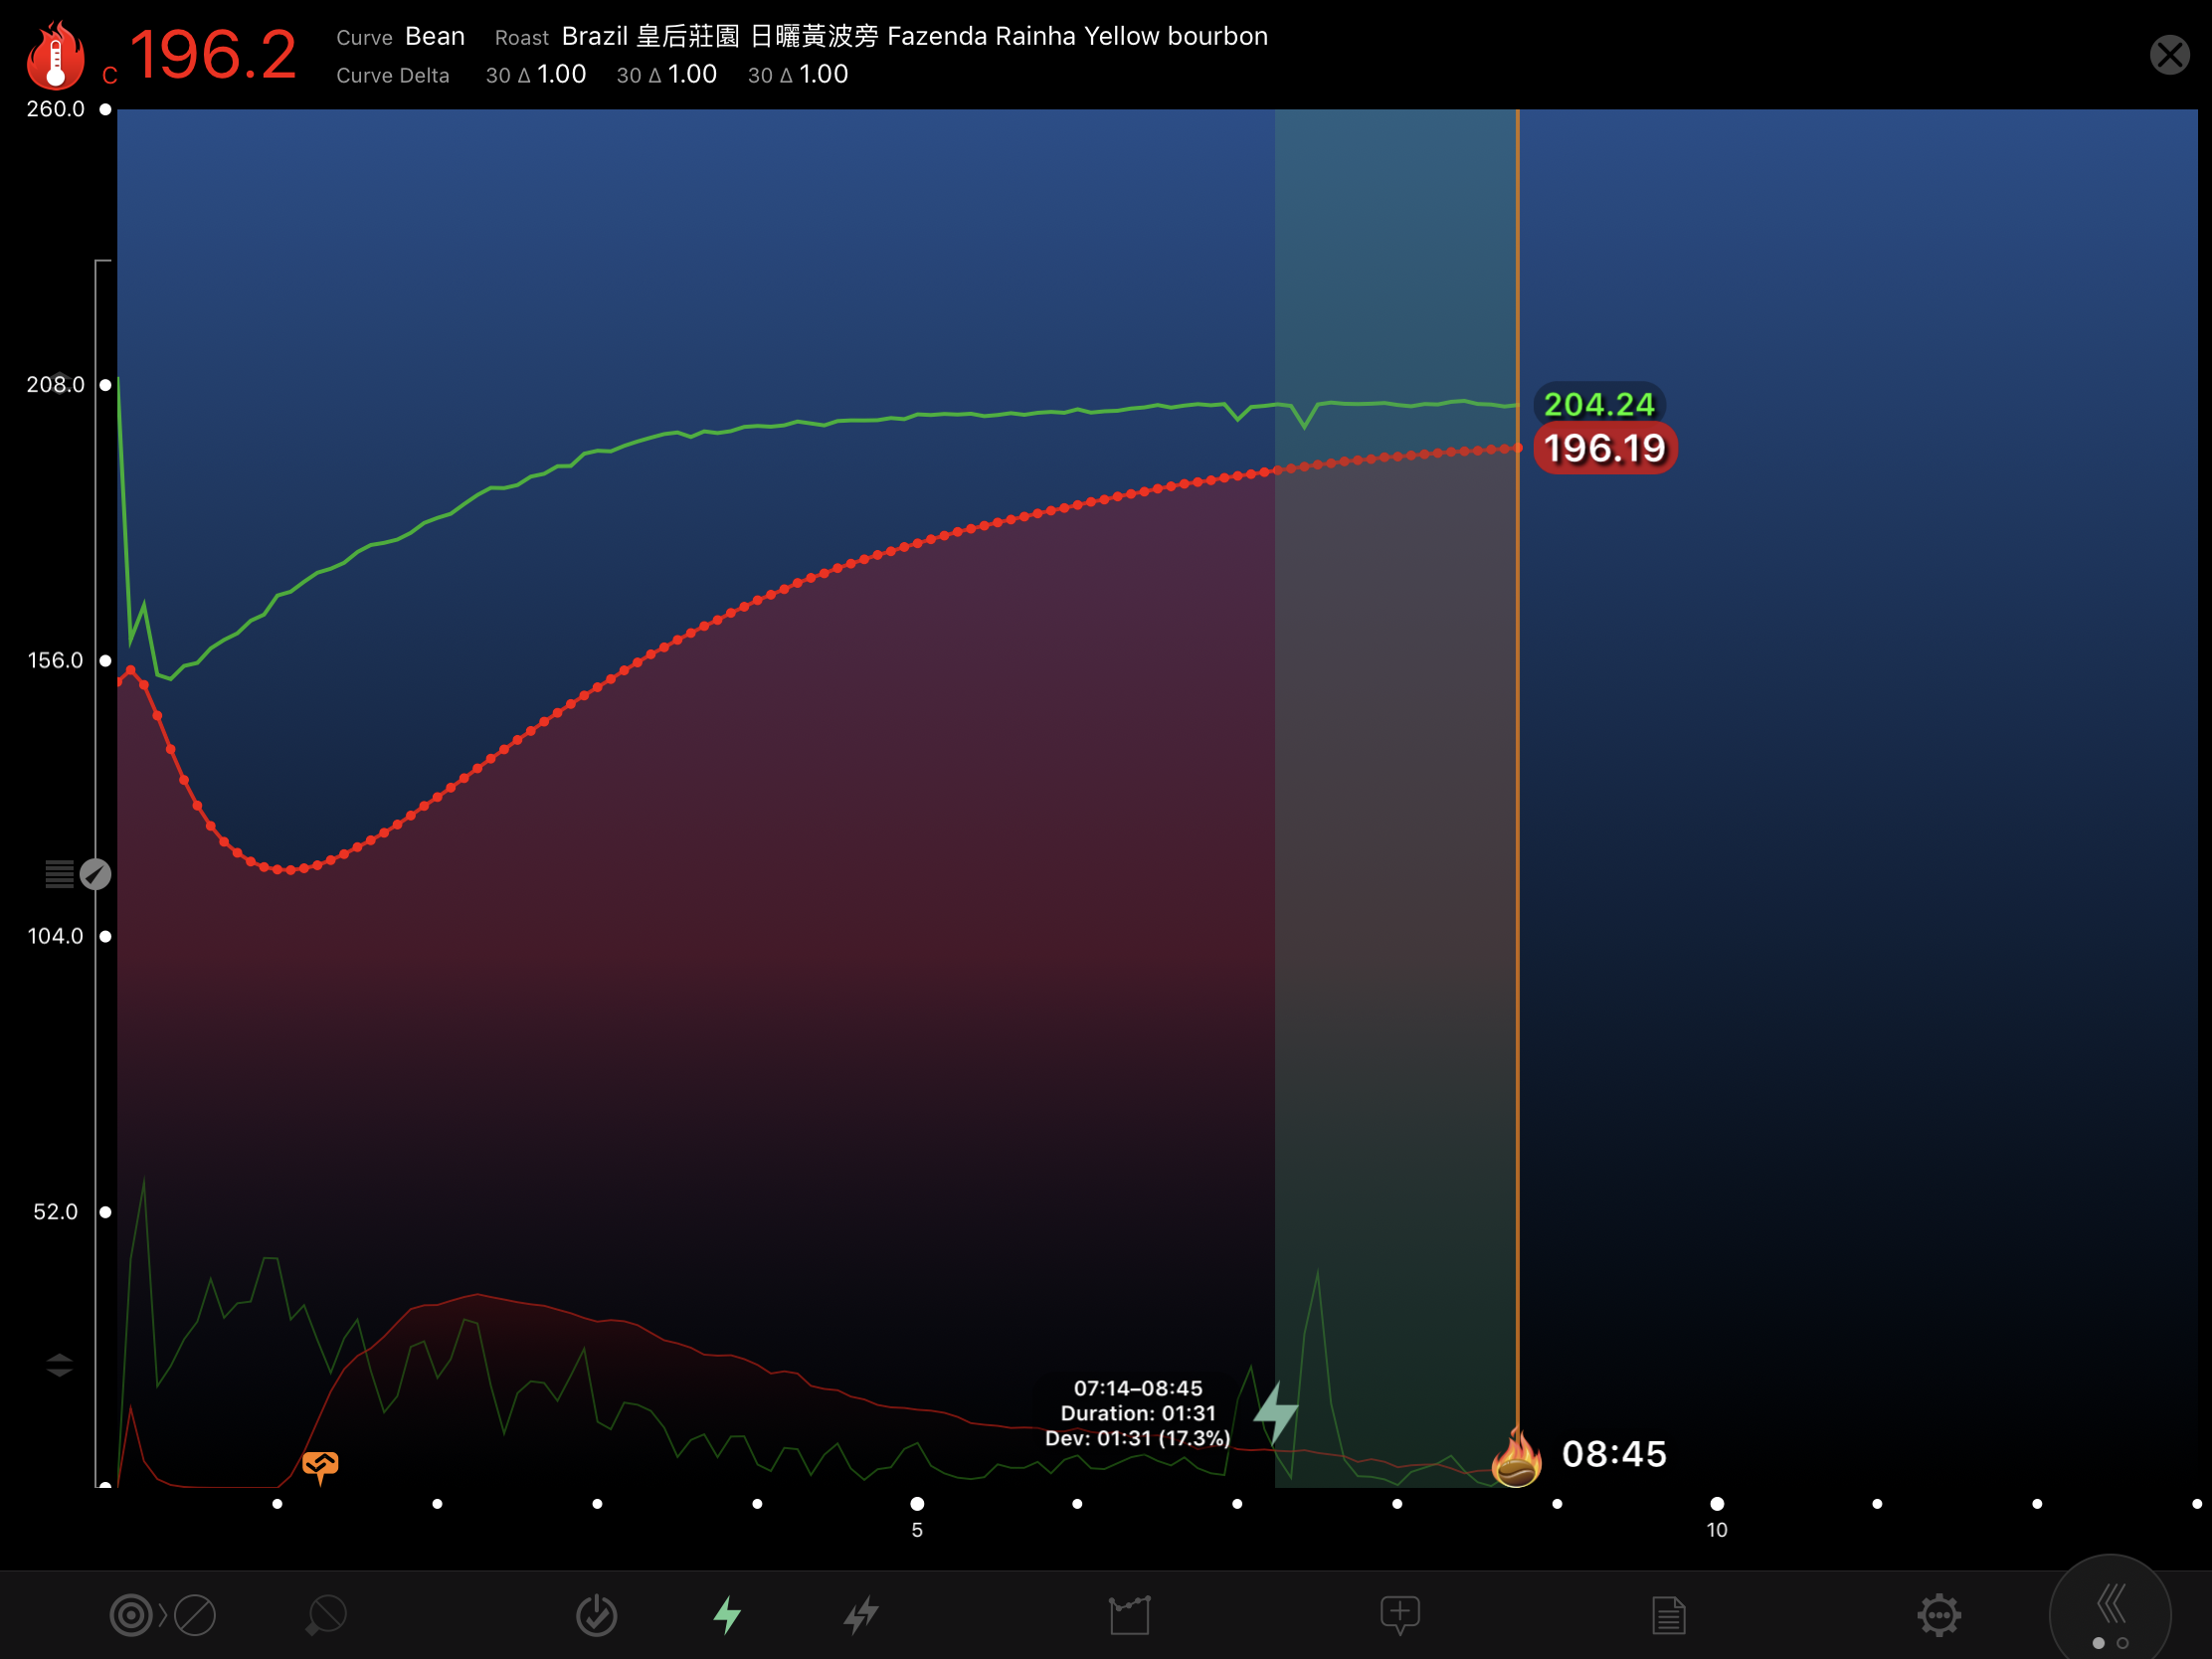 C 196.2 Curve Bean Roast Brazil 皇后莊園 日曬黃波旁 Fazenda Rainha Yellow bourbon
Curve Delta 30 Δ 1.00 30 Δ 1.00 30 Δ 1.00
260.0
208.0
204.24
196.19
156.0
104.0
52.0
07:14–08:45
Duration: 01:31
Dev: 01:31 (17.3%)
08:45
5 10